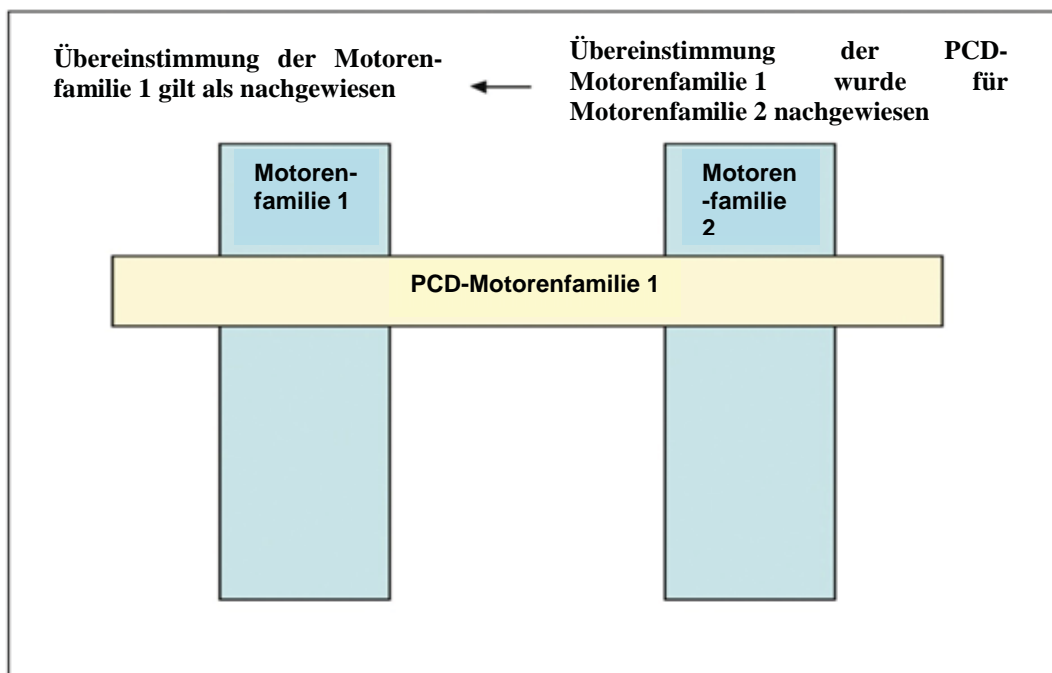 Übereinstimmung der Motoren-
familie 1 gilt als nachgewiesen
Übereinstimmung der PCD-
Motorenfamilie 1 wurde für
Motorenfamilie 2 nachgewiesen
Motoren-
familie 1
Motoren
-familie
2
PCD-Motorenfamilie 1